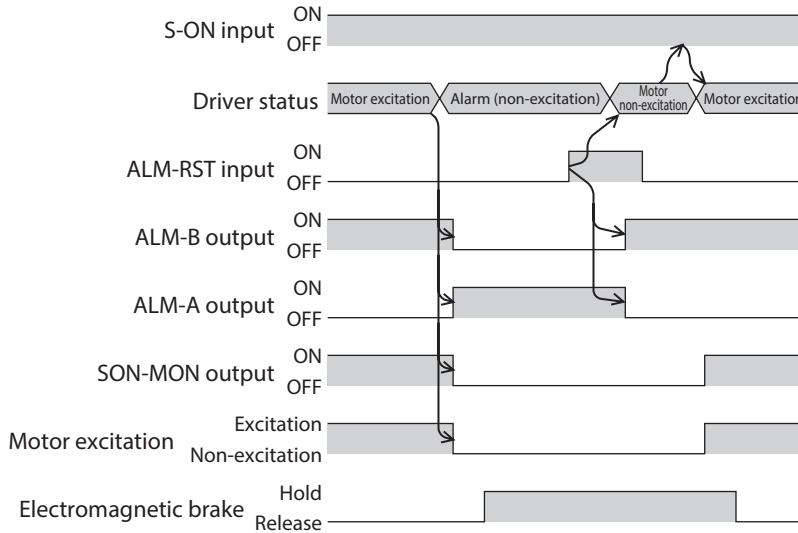 S-ON input
ON
OFF
Driver status
Motor excitation
Alarm (non-excitation)
Motor
non-excitation
Motor excitation
ALM-RST input
ON
OFF
ALM-B output
ON
OFF
ALM-A output
ON
OFF
SON-MON output
ON
OFF
Motor excitation
Excitation
Non-excitation
Electromagnetic brake
Hold
Release